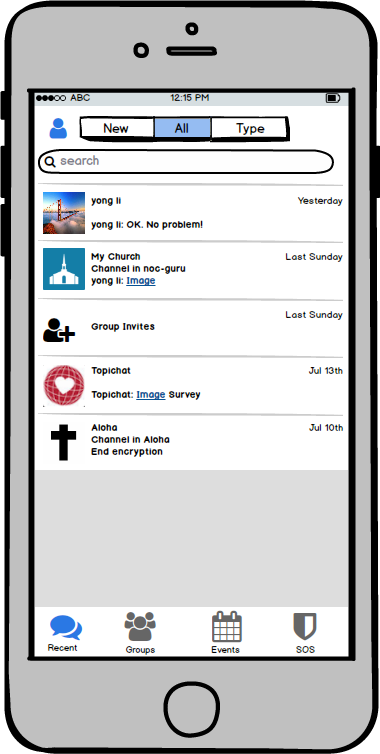 ABC 12:15 PM
New All Type
search
yong li Yesterday
yong li: OK. No problem!
My Church Last Sunday
Channel in noc-guru
yong li: Image
Last Sunday
Group Invites
Topichat Jul 13th
Topichat: Image Survey
Aloha Jul 10th
Channel in Aloha
End encryption
Recent Groups Events SOS